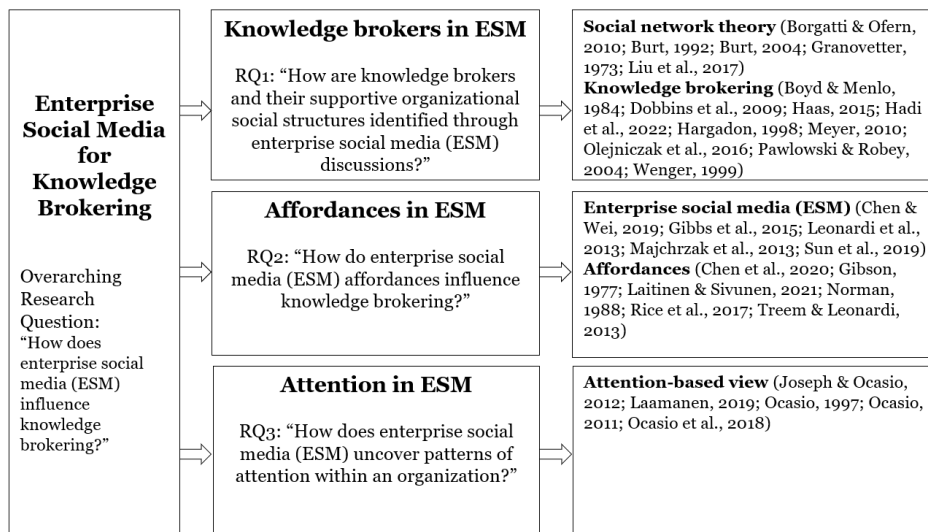 Enterprise
Social Media
for
Knowledge
Brokering
Overarching
Research
Question:
“How does
enterprise social
media (ESM)
influence
knowledge
brokering?”
Knowledge brokers in ESM
RQ1: “How are knowledge brokers
and their supportive organizational
social structures identified through
enterprise social media (ESM)
discussions?”
Social network theory (Borgatti & Ofern,
2010; Burt, 1992; Burt, 2004; Granovetter,
1973; Liu et al., 2017)
Knowledge brokering (Boyd & Menlo,
1984; Dobbins et al., 2009; Haas, 2015; Hadi
et al., 2022; Hargadon, 1998; Meyer, 2010;
Olejniczak et al., 2016; Pawlowski & Robey,
2004; Wenger, 1999)
Affordances in ESM
RQ2: “How do enterprise social
media (ESM) affordances influence
knowledge brokering?”
Enterprise social media (ESM) (Chen &
Wei, 2019; Gibbs et al., 2015; Leonardi et al.,
2013; Majchrzak et al., 2013; Sun et al., 2019)
Affordances (Chen et al., 2020; Gibson,
1977; Laitinen & Sivunen, 2021; Norman,
1988; Rice et al., 2017; Treem & Leonardi,
2013)
Attention in ESM
RQ3: “How does enterprise social
media (ESM) uncover patterns of
attention within an organization?”
Attention-based view (Joseph & Ocasio,
2012; Laamanen, 2019; Ocasio, 1997; Ocasio,
2011; Ocasio et al., 2018)